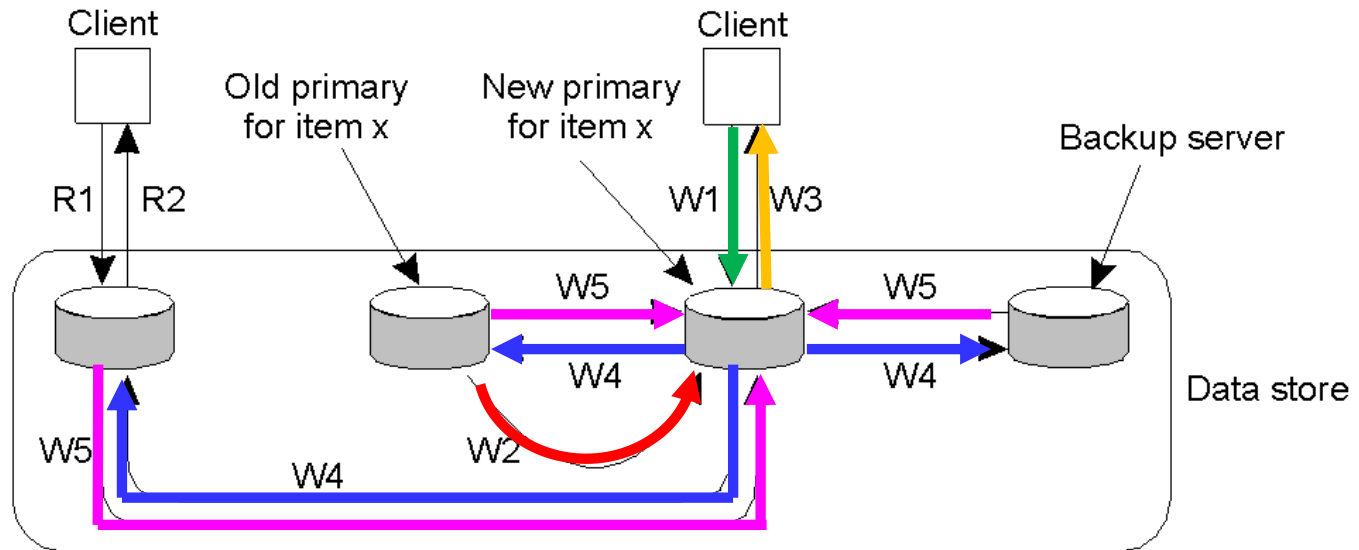 Client
Client
Old primary
for item x
New primary
for item x
Backup server
R1
R2
W1
W3
W5
W5
W4
W4
Data store
W5
W2
W4